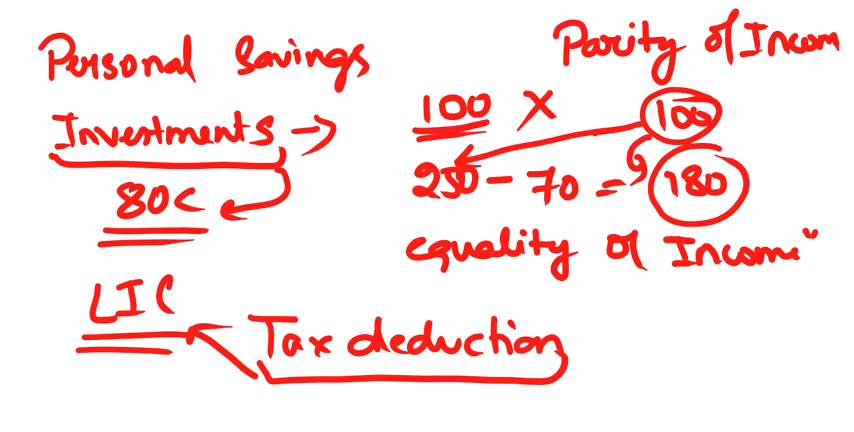 Personal Savings
Investments →
80C
LIC
Tax deduction
Parity of Incom
100 X 100
250 - 70 = 180
equality of Income"